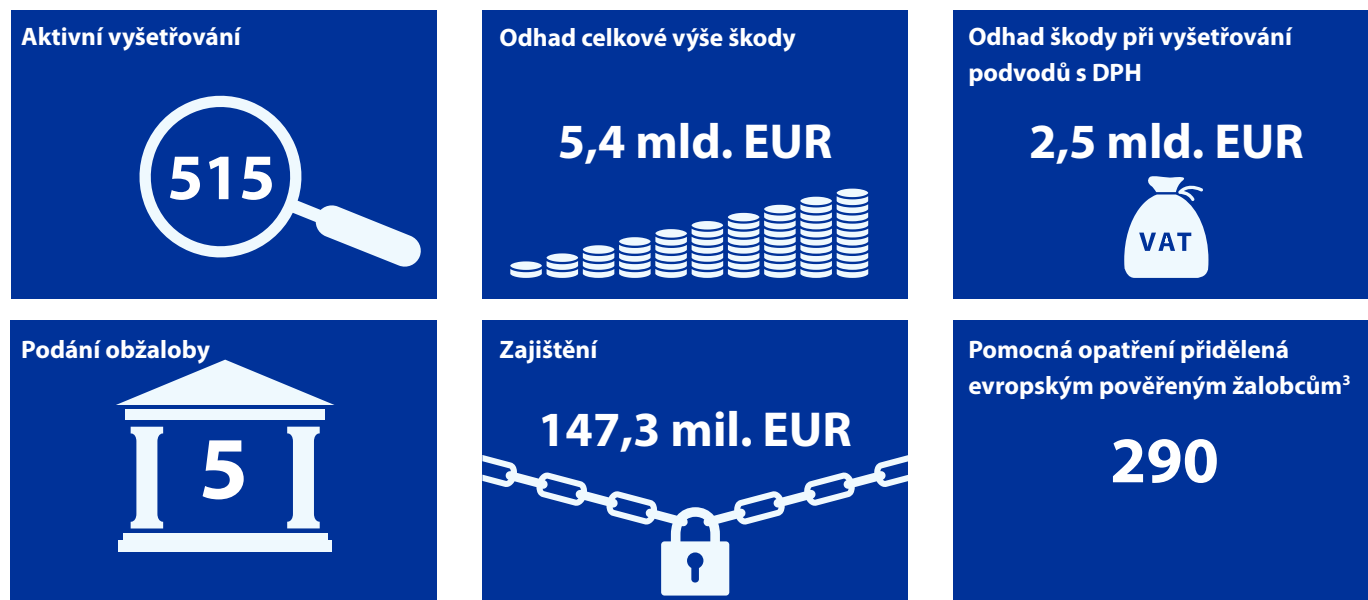 Aktivní vyšetřování
515
Odhad celkové výše škody
5,4 mld. EUR
Odhad škody při vyšetřování
podvodů s DPH
2,5 mld. EUR
VAT
Podání obžaloby
5
Zajištění
147,3 mil. EUR
Pomocná opatření přidělená
evropským pověřeným žalobcům³
290